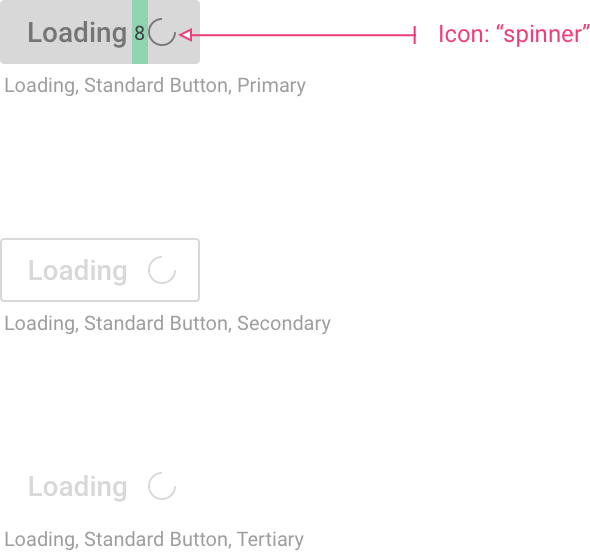 Loading 8 Icon: “spinner”
Loading, Standard Button, Primary
Loading
Loading, Standard Button, Secondary
Loading
Loading, Standard Button, Tertiary